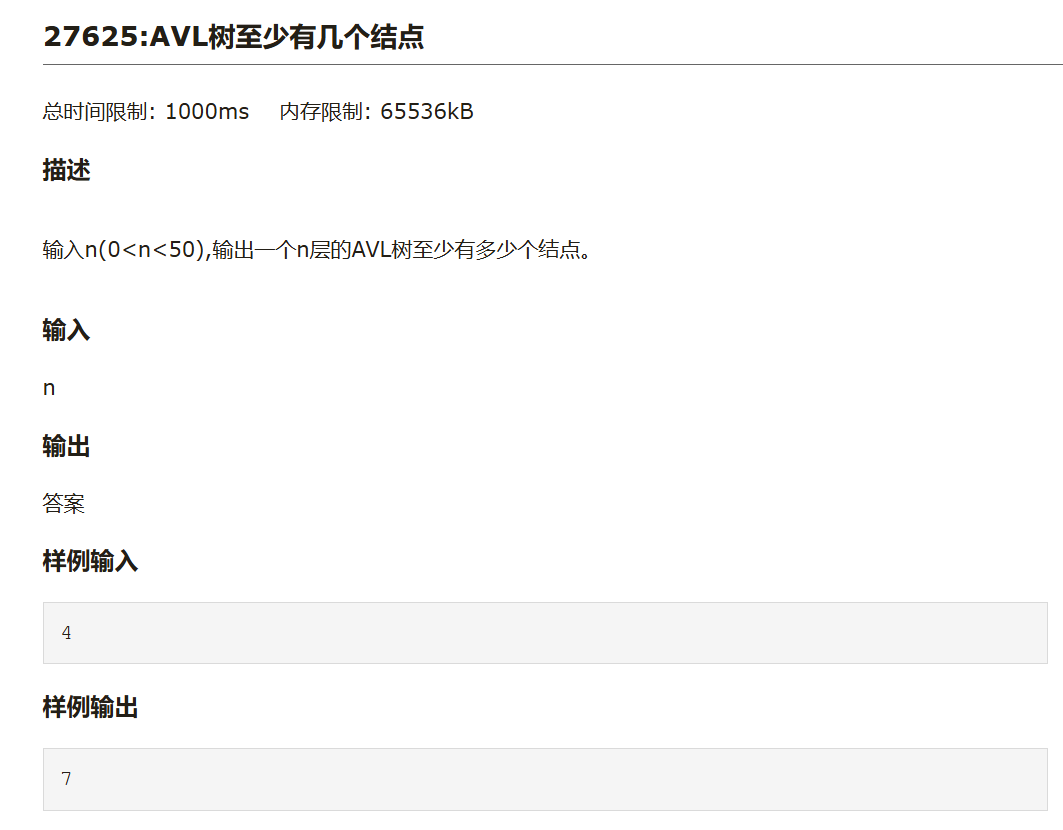 27625:AVL树至少有几个结点
总时间限制: 1000ms 内存限制: 65536kB
描述
输入n(0<n<50),输出一个n层的AVL树至少有多少个结点。
输入
n
输出
答案
样例输入
4
样例输出
7